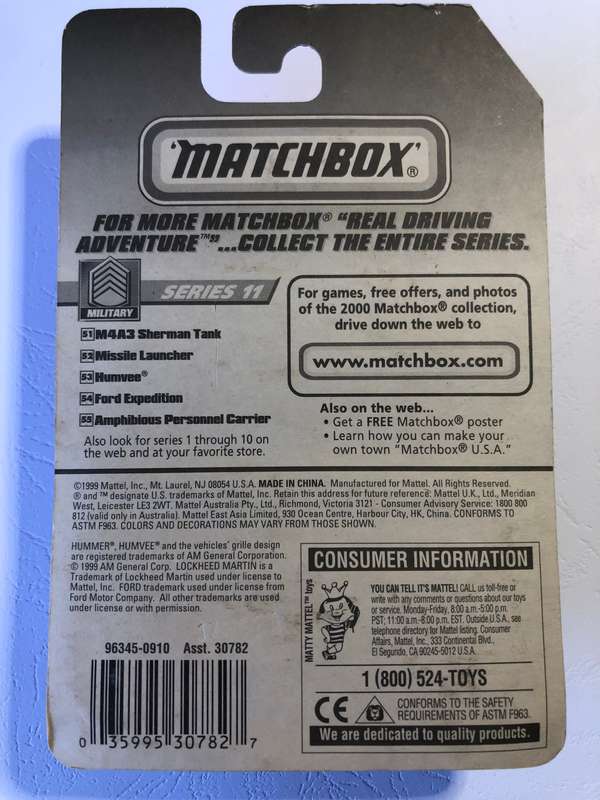 'MATCHBOX'®
FOR MORE MATCHBOX® "REAL DRIVING
ADVENTURE™"...COLLECT THE ENTIRE SERIES.
MILITARY
SERIES 11
51 M4A3 Sherman Tank
52 Missile Launcher
53 Humvee®
54 Ford Expedition
55 Amphibious Personnel Carrier
Also look for series 1 through 10 on
the web and at your favorite store.
For games, free offers, and photos
of the 2000 Matchbox® collection,
drive down the web to
www.matchbox.com
Also on the web...
• Get a FREE Matchbox® poster
• Learn how you can make your
own town "Matchbox® U.S.A."
©1999 Mattel, Inc., Mt. Laurel, NJ 08054 U.S.A. MADE IN CHINA. Manufactured for Mattel. All Rights Reserved.
® and ™ designate U.S. trademarks of Mattel, Inc. Retain this address for future reference: Mattel U.K., Ltd., Meridian
West, Leicester LE3 2WT. Mattel Australia Pty., Ltd., Richmond, Victoria 3121 - Consumer Advisory Service: 1800 800
812 (valid only in Australia). Mattel East Asia Limited, 930 Ocean Centre, Harbour City, HK, China. CONFORMS TO
ASTM F963. COLORS AND DECORATIONS MAY VARY FROM THOSE SHOWN.
HUMMER®, HUMVEE® and the vehicles' grille design
are registered trademarks of AM General Corporation.
© 1999 AM General Corp. LOCKHEED MARTIN is a
Trademark of Lockheed Martin used under license to
Mattel, Inc. FORD trademark used under license from
Ford Motor Company. All other trademarks are used
under license or with permission.
96345-0910 Asst. 30782
0 35995 30782 7
CONSUMER INFORMATION
MATTY MATTEL™ toys
YOU CAN TELL IT'S MATTEL! CALL us toll-free or
write with any comments or questions about our toys
or service. Monday-Friday, 8:00 a.m.-5:00 p.m.
PST; 11:00 a.m.-8:00 p.m. EST. Outside U.S.A., see
telephone directory for Mattel listing. Consumer
Affairs, Mattel, Inc., 333 Continental Blvd.,
El Segundo, CA 90245-5012 U.S.A.
1 (800) 524-TOYS
CE
CONFORMS TO THE SAFETY
REQUIREMENTS OF ASTM F963.
We are dedicated to quality products.